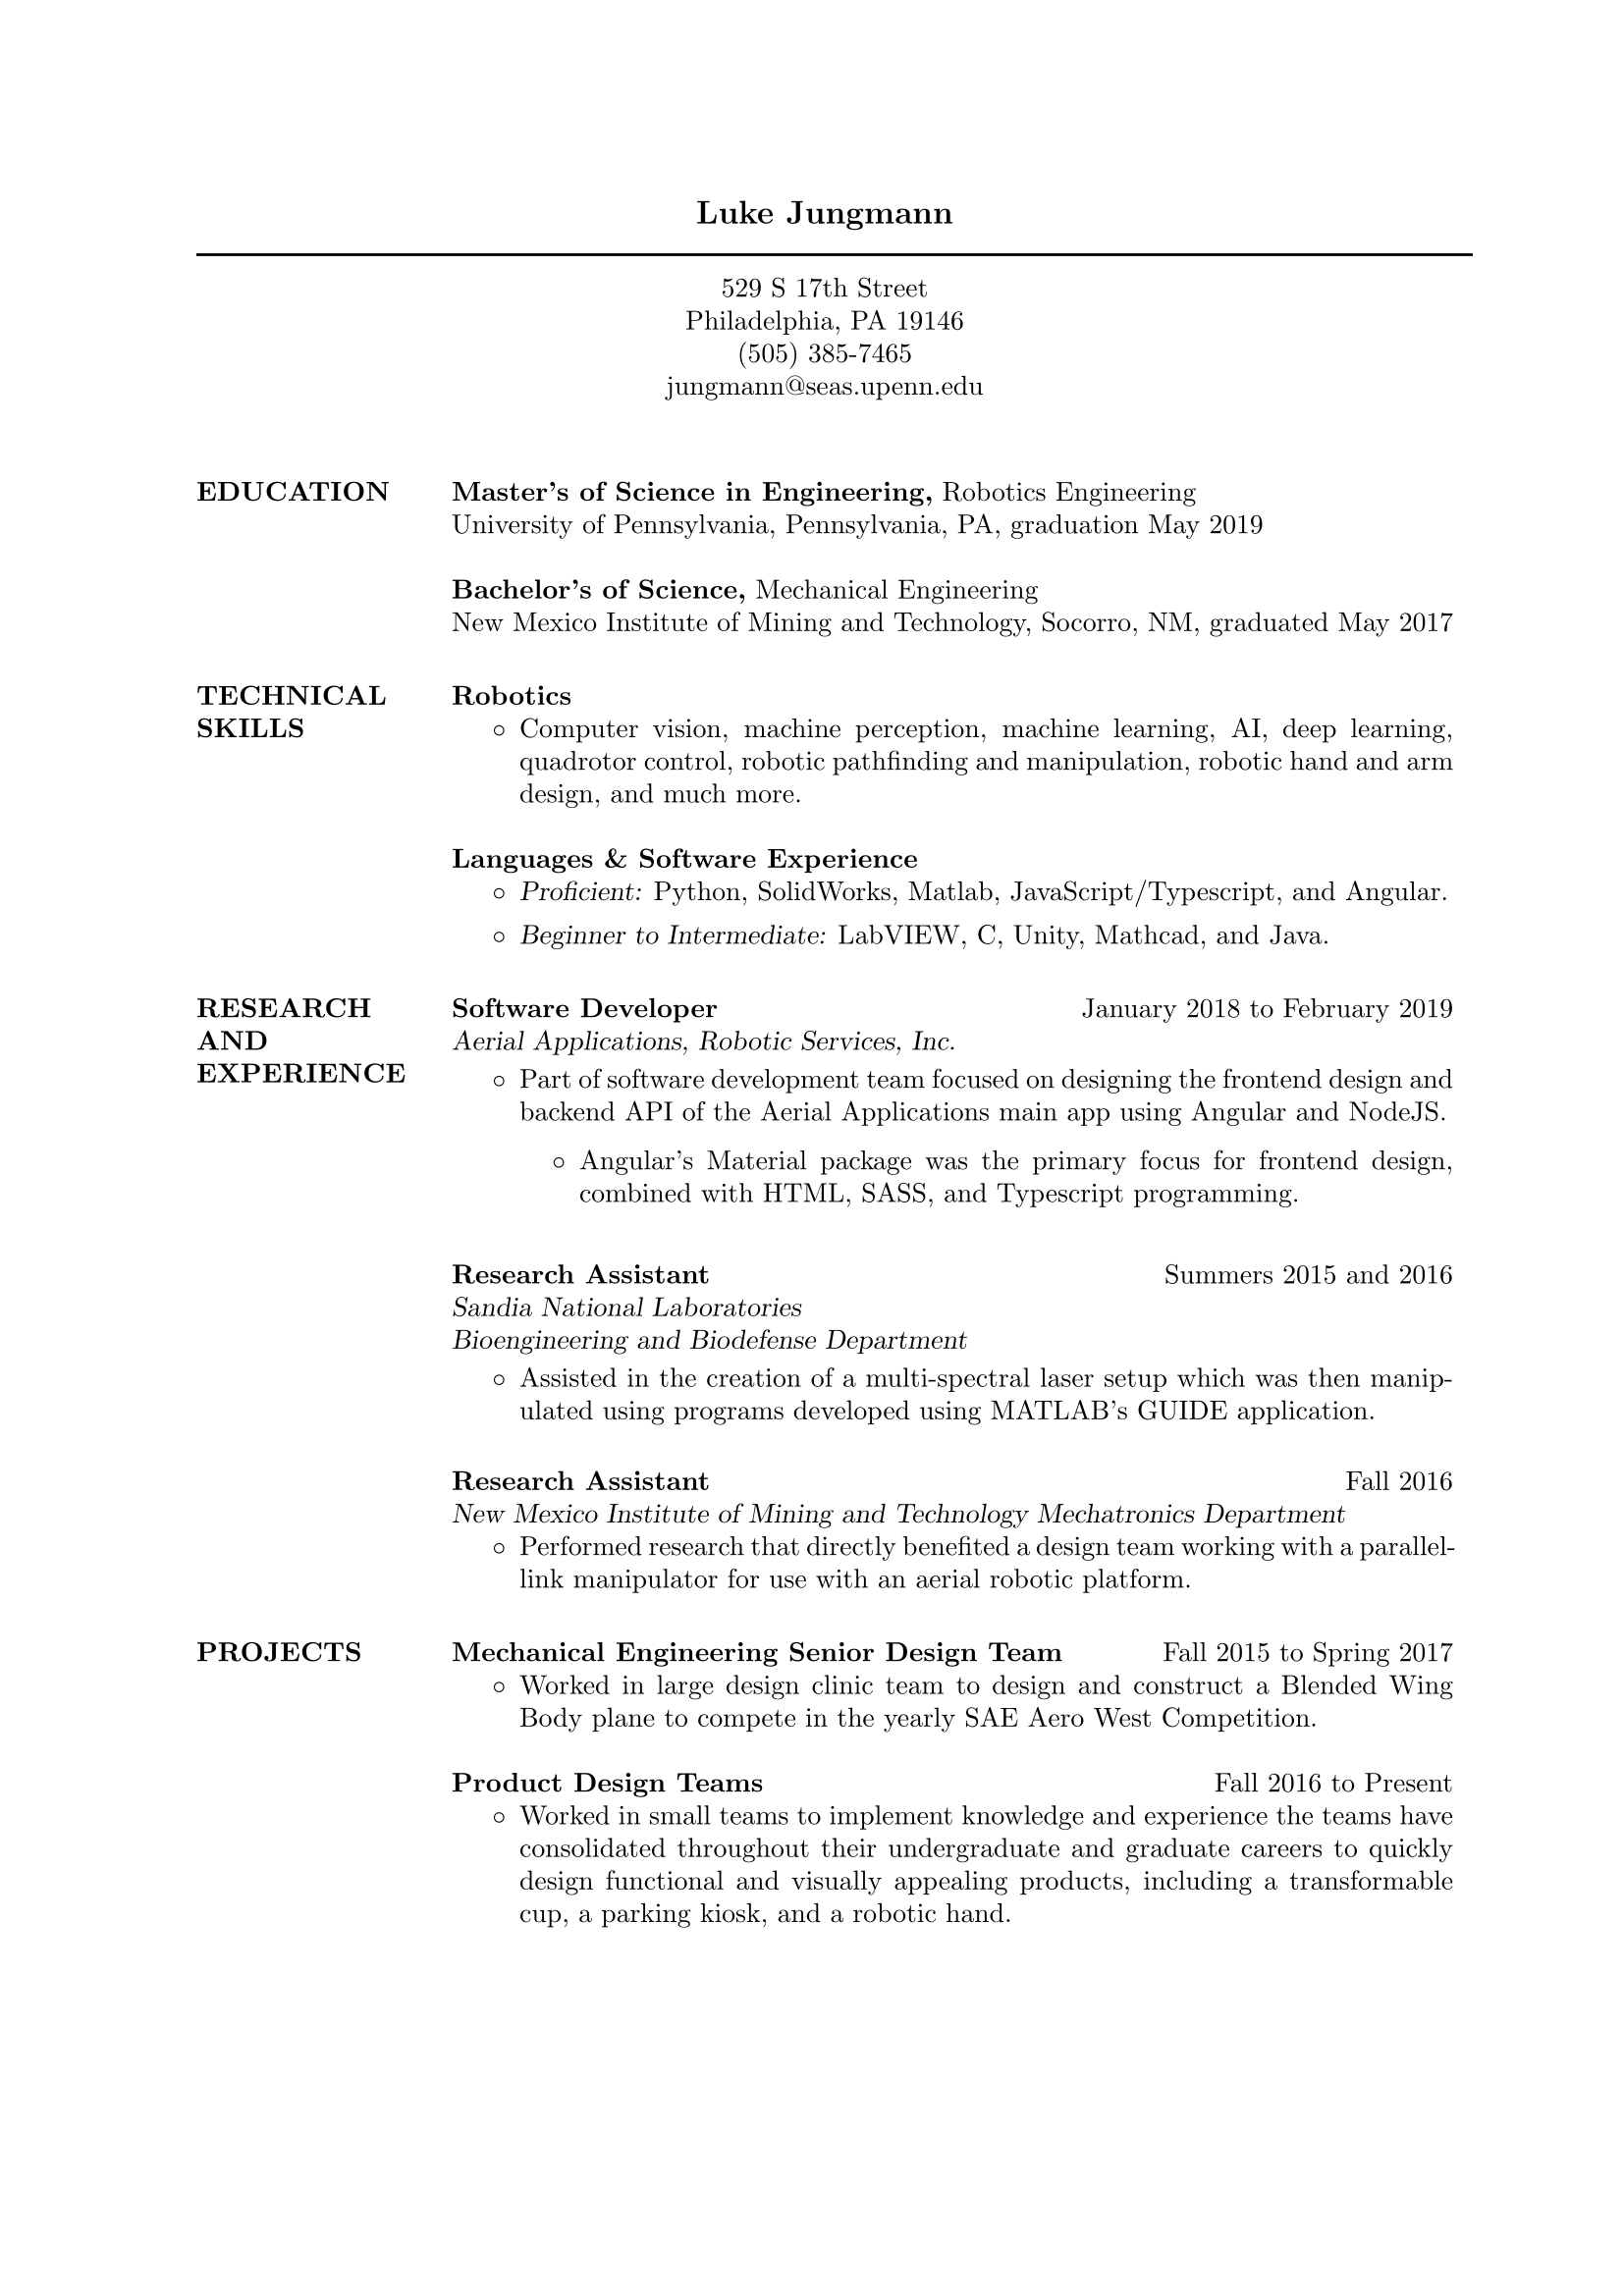 Luke Jungmann
529 S 17th Street
Philadelphia, PA 19146
(505) 385-7465
jungmann@seas.upenn.edu
EDUCATION
Master's of Science in Engineering, Robotics Engineering
University of Pennsylvania, Pennsylvania, PA, graduation May 2019
Bachelor's of Science, Mechanical Engineering
New Mexico Institute of Mining and Technology, Socorro, NM, graduated May 2017
TECHNICAL
SKILLS
Robotics
◦ Computer vision, machine perception, machine learning, AI, deep learning,
quadrotor control, robotic pathfinding and manipulation, robotic hand and arm
design, and much more.
Languages & Software Experience
◦ Proficient: Python, SolidWorks, Matlab, JavaScript/Typescript, and Angular.
◦ Beginner to Intermediate: LabVIEW, C, Unity, Mathcad, and Java.
RESEARCH
AND
EXPERIENCE
Software Developer January 2018 to February 2019
Aerial Applications, Robotic Services, Inc.
◦ Part of software development team focused on designing the frontend design and
backend API of the Aerial Applications main app using Angular and NodeJS.
◦ Angular's Material package was the primary focus for frontend design,
combined with HTML, SASS, and Typescript programming.
Research Assistant Summers 2015 and 2016
Sandia National Laboratories
Bioengineering and Biodefense Department
◦ Assisted in the creation of a multi-spectral laser setup which was then manip-
ulated using programs developed using MATLAB's GUIDE application.
Research Assistant Fall 2016
New Mexico Institute of Mining and Technology Mechatronics Department
◦ Performed research that directly benefited a design team working with a parallel-
link manipulator for use with an aerial robotic platform.
PROJECTS
Mechanical Engineering Senior Design Team Fall 2015 to Spring 2017
◦ Worked in large design clinic team to design and construct a Blended Wing
Body plane to compete in the yearly SAE Aero West Competition.
Product Design Teams Fall 2016 to Present
◦ Worked in small teams to implement knowledge and experience the teams have
consolidated throughout their undergraduate and graduate careers to quickly
design functional and visually appealing products, including a transformable
cup, a parking kiosk, and a robotic hand.